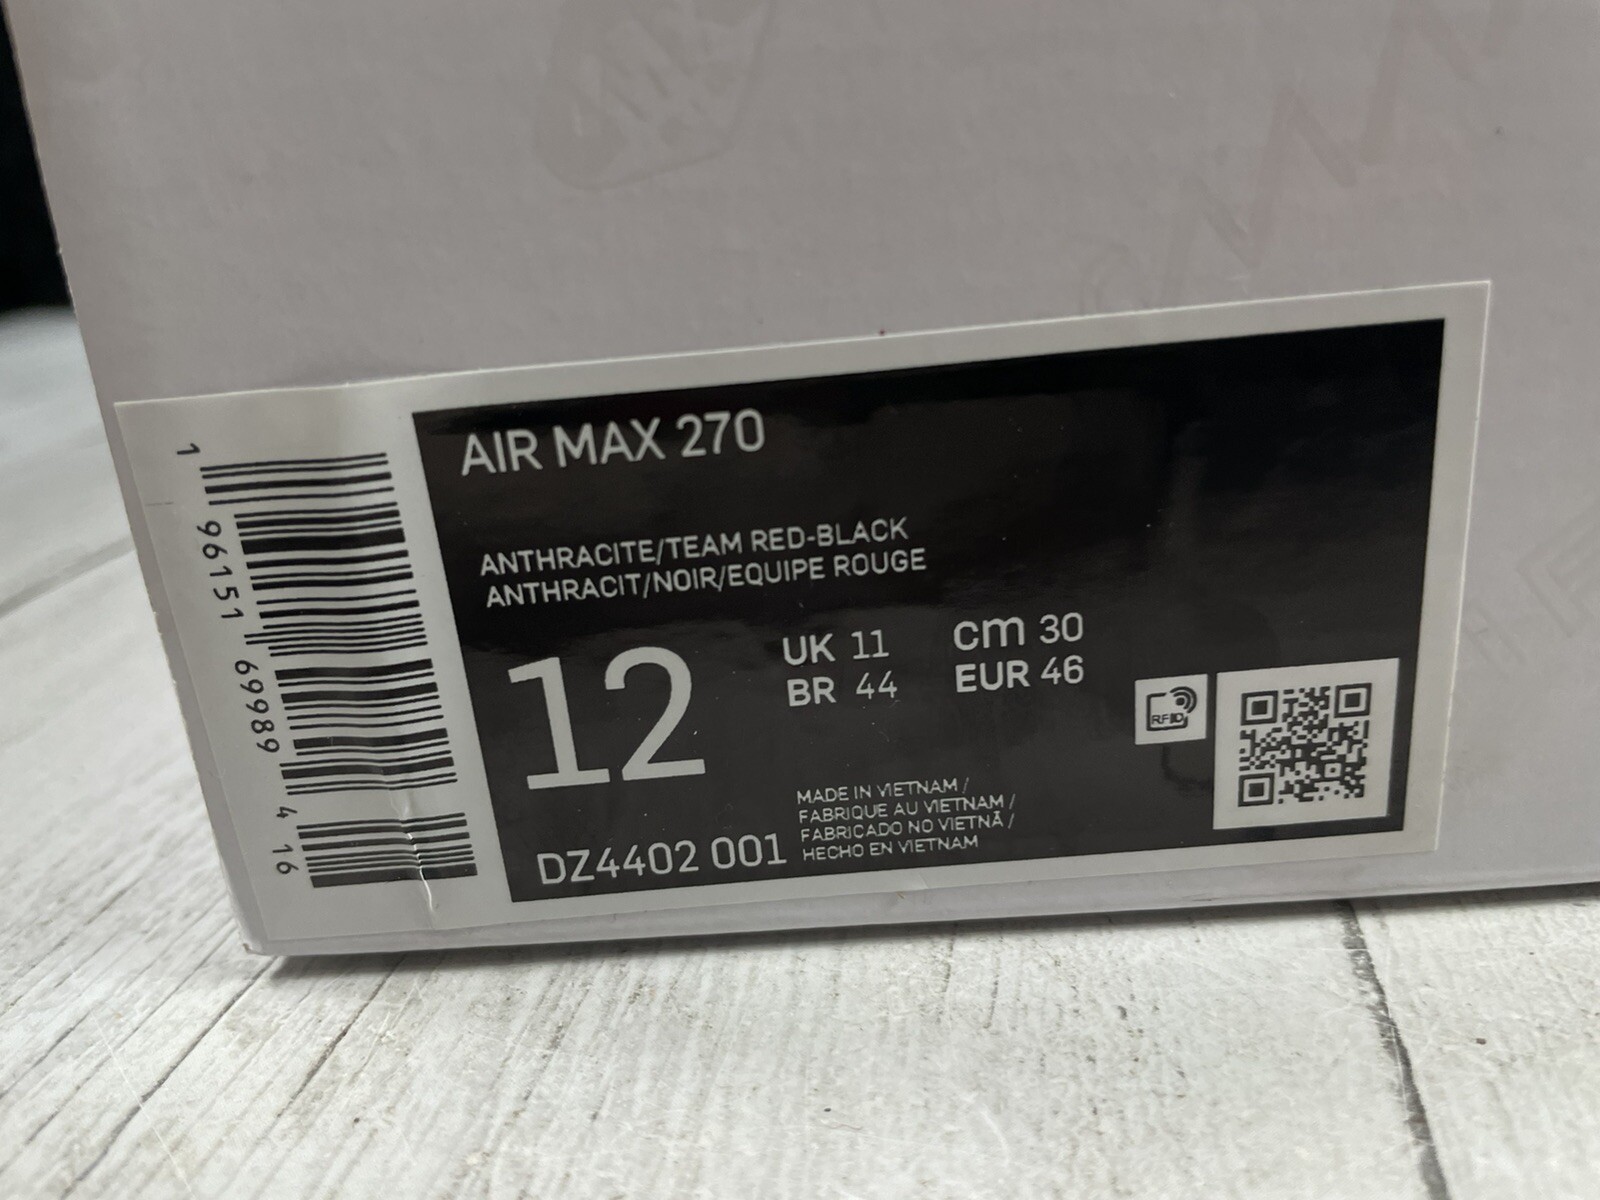 AIR MAX 270
ANTHRACITE/TEAM RED-BLACK
ANTHRACIT/NOIR/EQUIPE ROUGE
12
UK 11 cm 30
BR 44 EUR 46
RFID
DZ4402 001
MADE IN VIETNAM /
FABRIQUE AU VIETNAM /
FABRICADO NO VIETNÃ /
HECHO EN VIETNAM
1 96151 69989 4 16